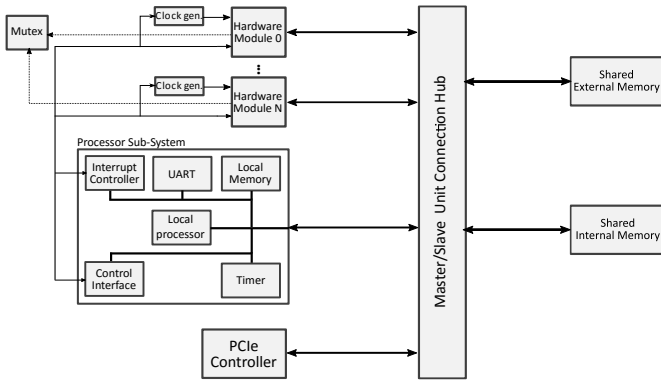 Mutex
Clock gen.
Hardware
Module 0
...
Clock gen.
Hardware
Module N
Processor Sub-System
Interrupt
Controller
UART
Local
Memory
Local
processor
Control
Interface
Timer
PCIe
Controller
Master/Slave Unit Connection Hub
Shared
External Memory
Shared
Internal Memory